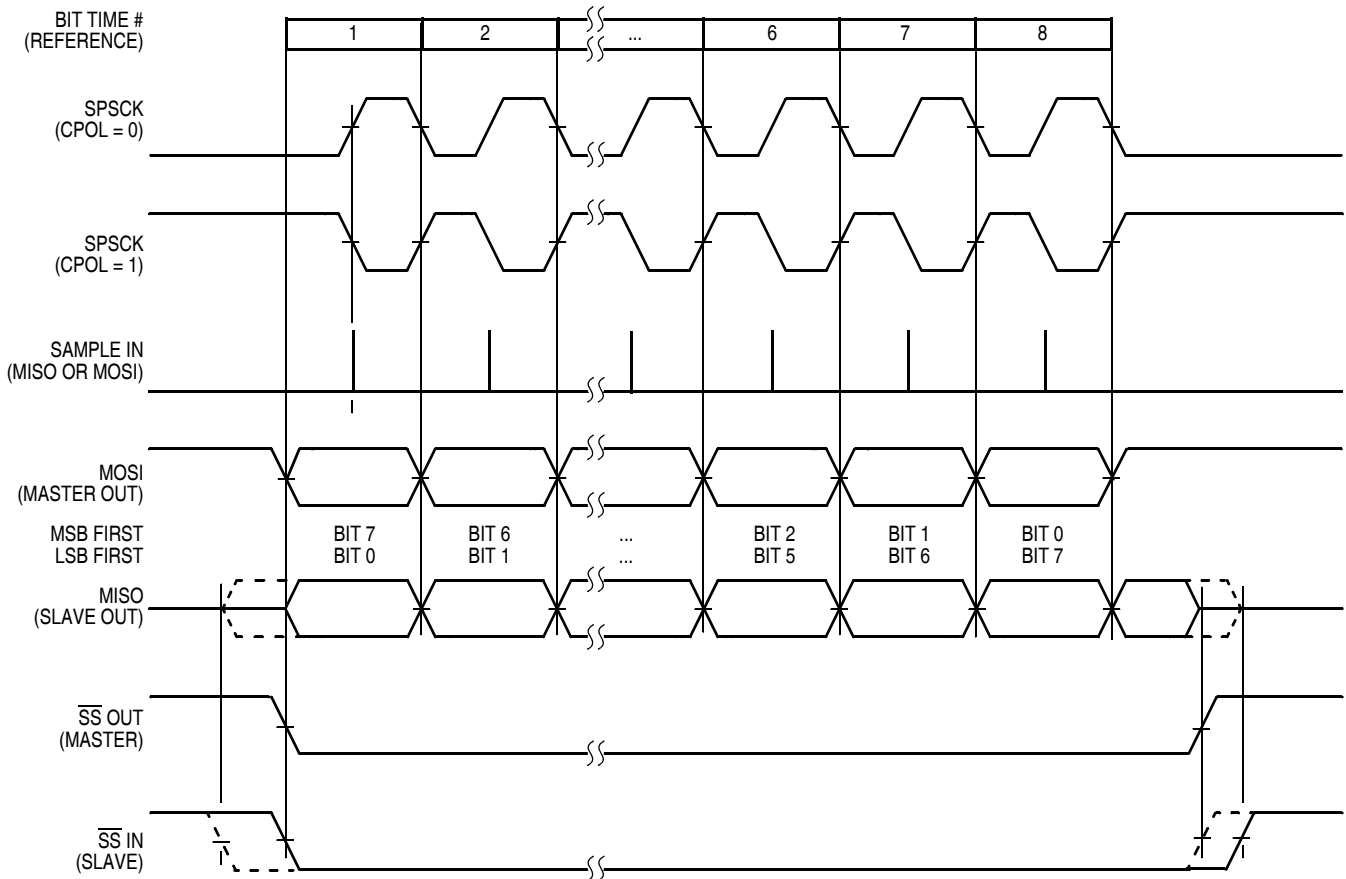 BIT TIME #
(REFERENCE)
1 2 ... 6 7 8
SPSCK
(CPOL = 0)
SPSCK
(CPOL = 1)
SAMPLE IN
(MISO OR MOSI)
MOSI
(MASTER OUT)
MSB FIRST BIT 7 BIT 6 ... BIT 2 BIT 1 BIT 0
LSB FIRST BIT 0 BIT 1 ... BIT 5 BIT 6 BIT 7
MISO
(SLAVE OUT)
S̅S̅ OUT
(MASTER)
S̅S̅ IN
(SLAVE)